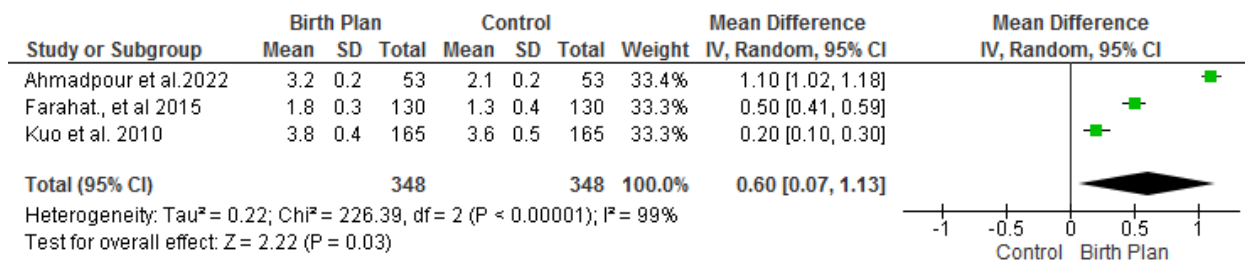 Birth Plan Control Mean Difference Mean Difference
Study or Subgroup Mean SD Total Mean SD Total Weight IV, Random, 95% CI IV, Random, 95% CI
Ahmadpour et al.2022 3.2 0.2 53 2.1 0.2 53 33.4% 1.10 [1.02, 1.18]
Farahat., et al 2015 1.8 0.3 130 1.3 0.4 130 33.3% 0.50 [0.41, 0.59]
Kuo et al. 2010 3.8 0.4 165 3.6 0.5 165 33.3% 0.20 [0.10, 0.30]
Total (95% CI) 348 348 100.0% 0.60 [0.07, 1.13]
Heterogeneity: Tau² = 0.22; Chi² = 226.39, df = 2 (P < 0.00001); I² = 99%
Test for overall effect: Z = 2.22 (P = 0.03)
-1 -0.5 0 0.5 1
Control Birth Plan